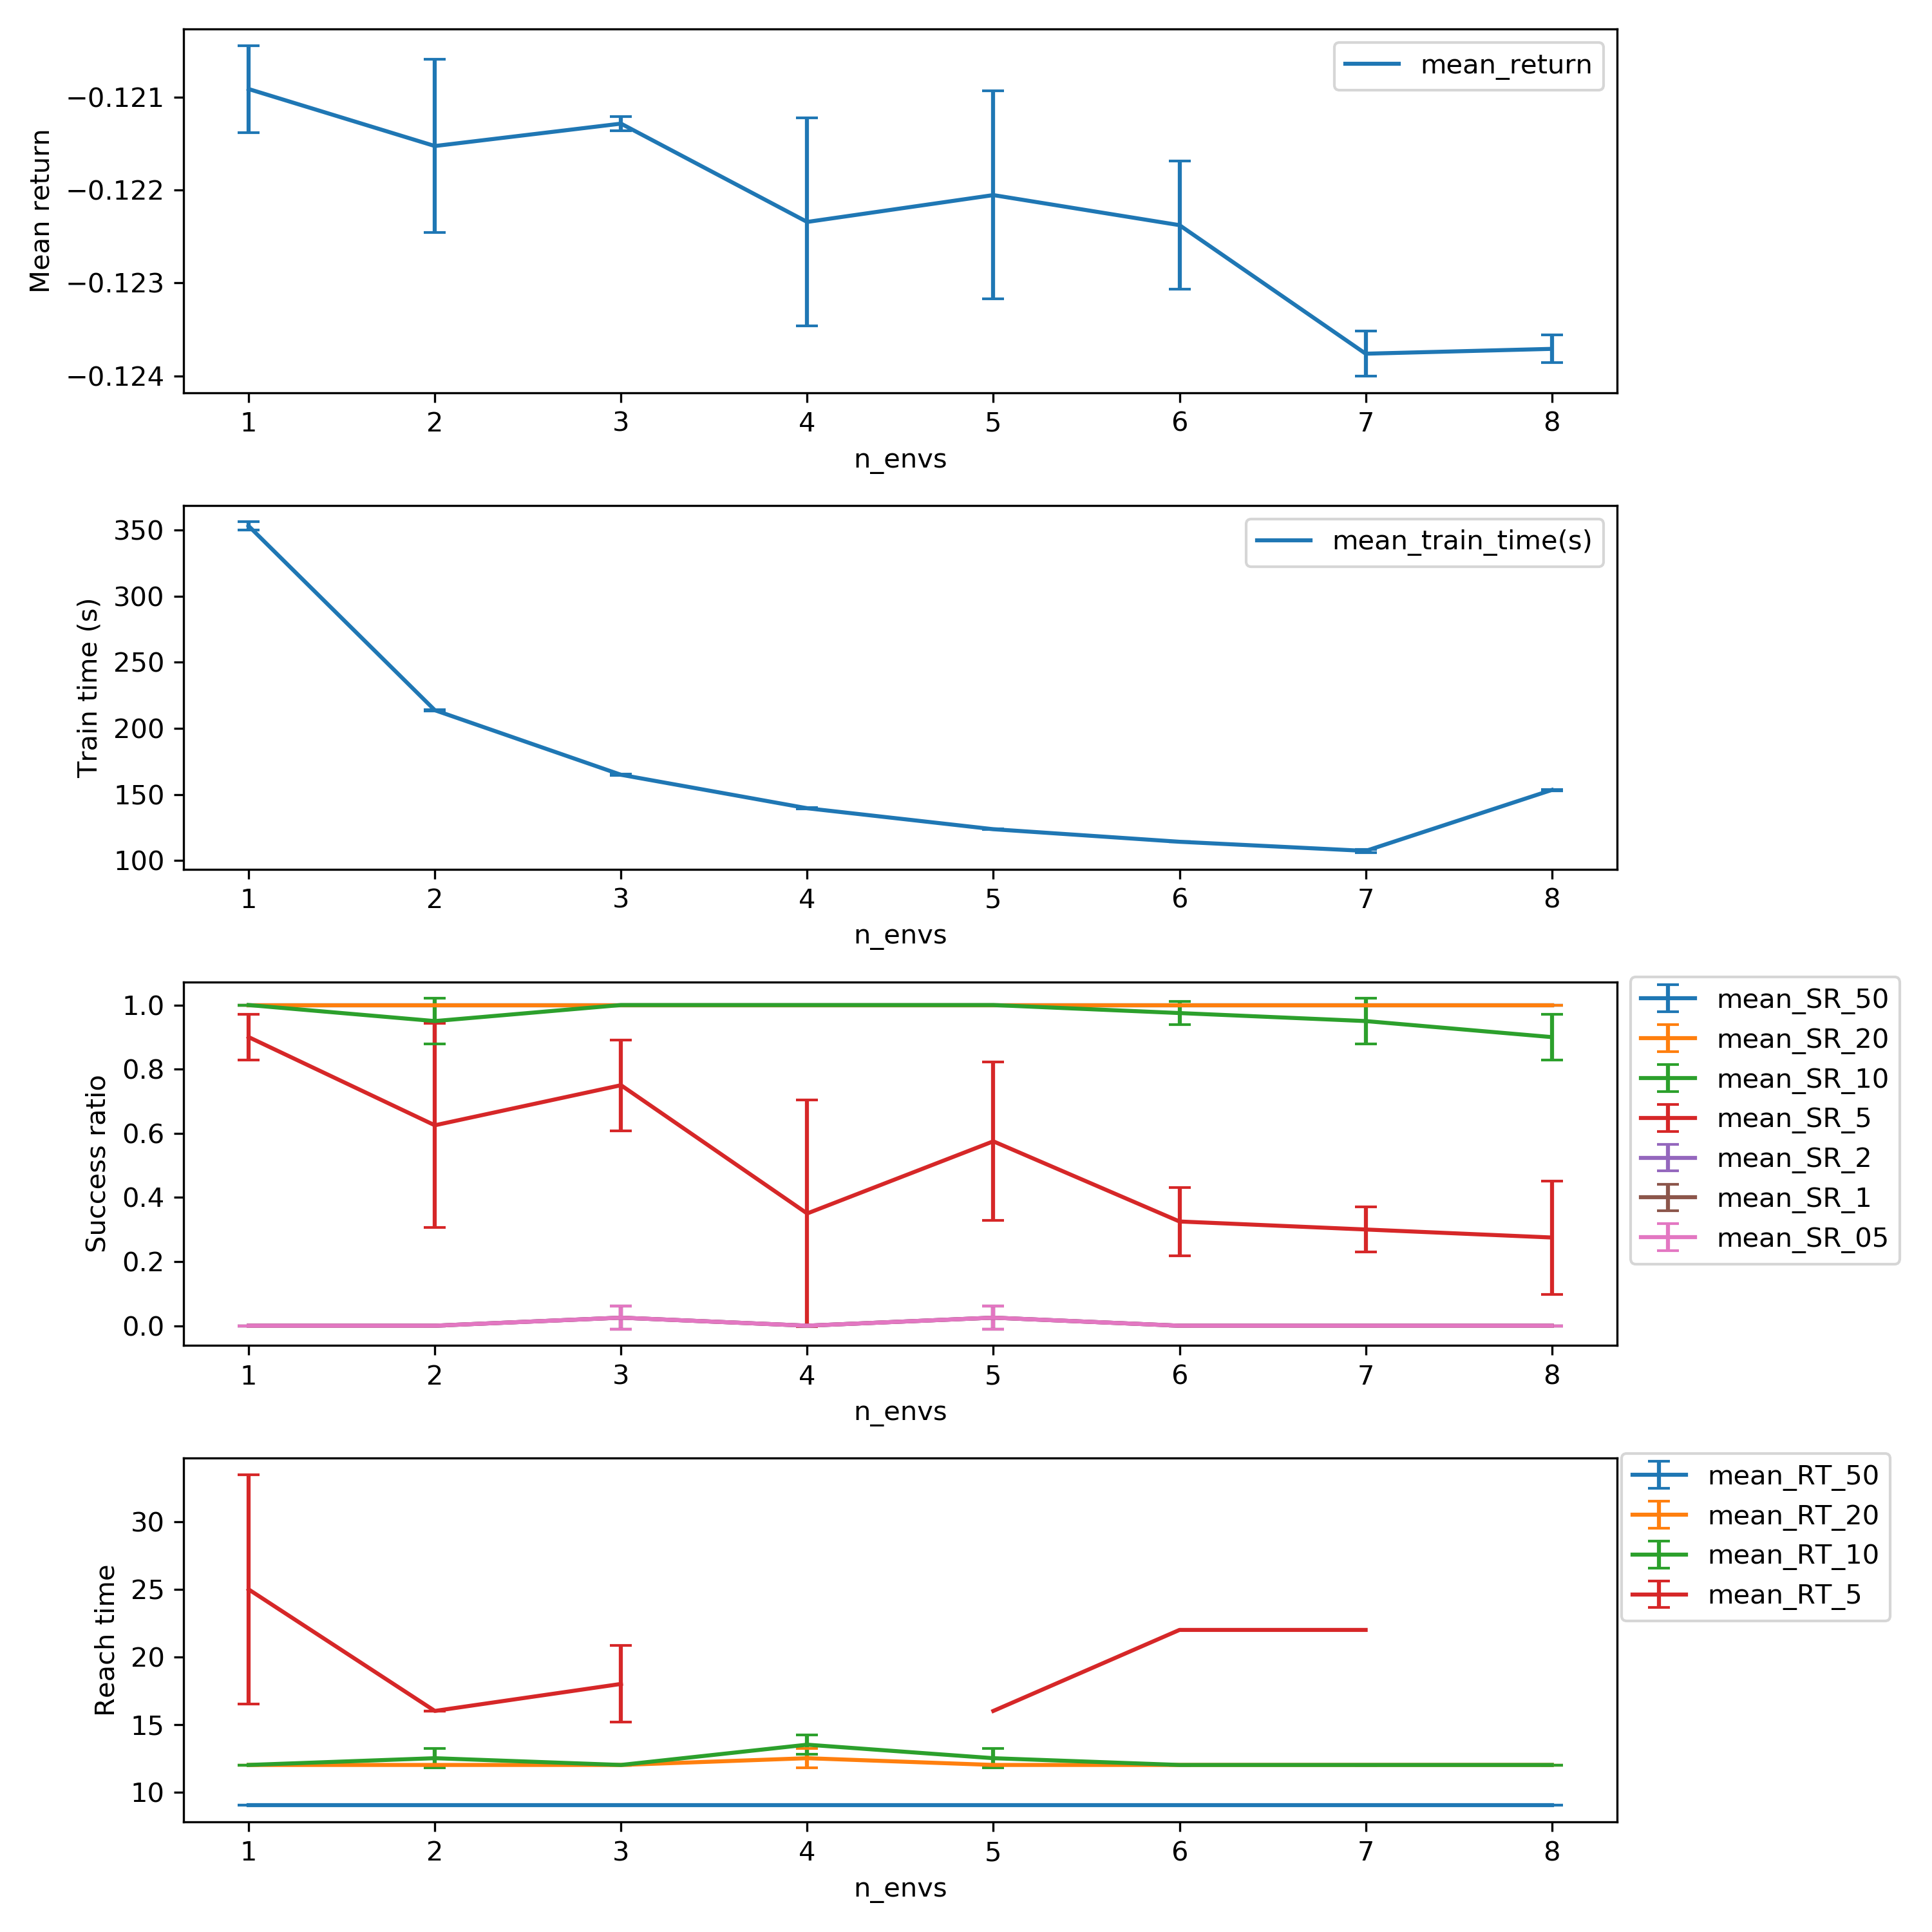 mean_return
−0.121
−0.122
−0.123
−0.124
Mean return
1 2 3 4 5 6 7 8
n_envs
mean_train_time(s)
350
300
250
200
150
100
Train time (s)
1 2 3 4 5 6 7 8
n_envs
1.0
0.8
0.6
0.4
0.2
0.0
Success ratio
1 2 3 4 5 6 7 8
n_envs
mean_SR_50
mean_SR_20
mean_SR_10
mean_SR_5
mean_SR_2
mean_SR_1
mean_SR_05
30
25
20
15
10
Reach time
1 2 3 4 5 6 7 8
n_envs
mean_RT_50
mean_RT_20
mean_RT_10
mean_RT_5